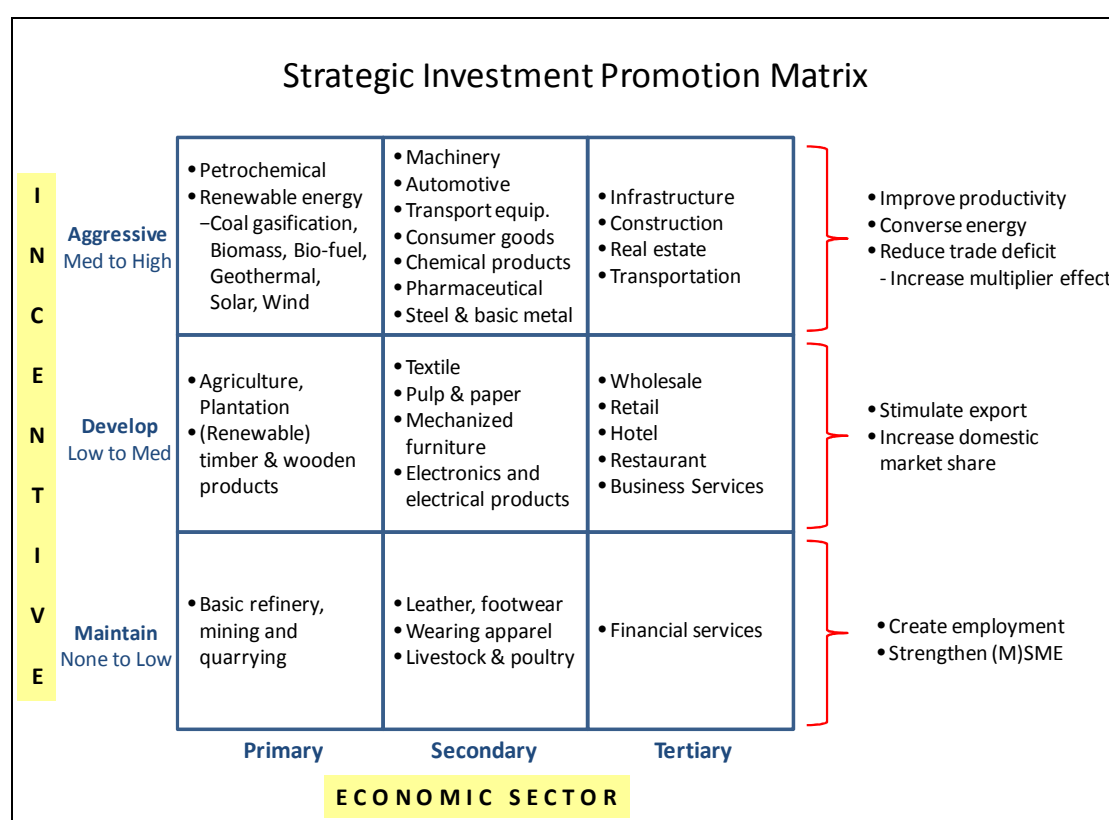 Strategic Investment Promotion Matrix
I
N
C
E
N
T
I
V
E
Aggressive
Med to High
• Petrochemical
• Renewable energy
–Coal gasification,
Biomass, Bio-fuel,
Geothermal,
Solar, Wind
• Machinery
• Automotive
• Transport equip.
• Consumer goods
• Chemical products
• Pharmaceutical
• Steel & basic metal
• Infrastructure
• Construction
• Real estate
• Transportation
• Improve productivity
• Converse energy
• Reduce trade deficit
- Increase multiplier effect
Develop
Low to Med
• Agriculture,
Plantation
• (Renewable)
timber & wooden
products
• Textile
• Pulp & paper
• Mechanized
furniture
• Electronics and
electrical products
• Wholesale
• Retail
• Hotel
• Restaurant
• Business Services
• Stimulate export
• Increase domestic
market share
Maintain
None to Low
• Basic refinery,
mining and
quarrying
• Leather, footwear
• Wearing apparel
• Livestock & poultry
• Financial services
• Create employment
• Strengthen (M)SME
Primary
Secondary
Tertiary
ECONOMIC SECTOR